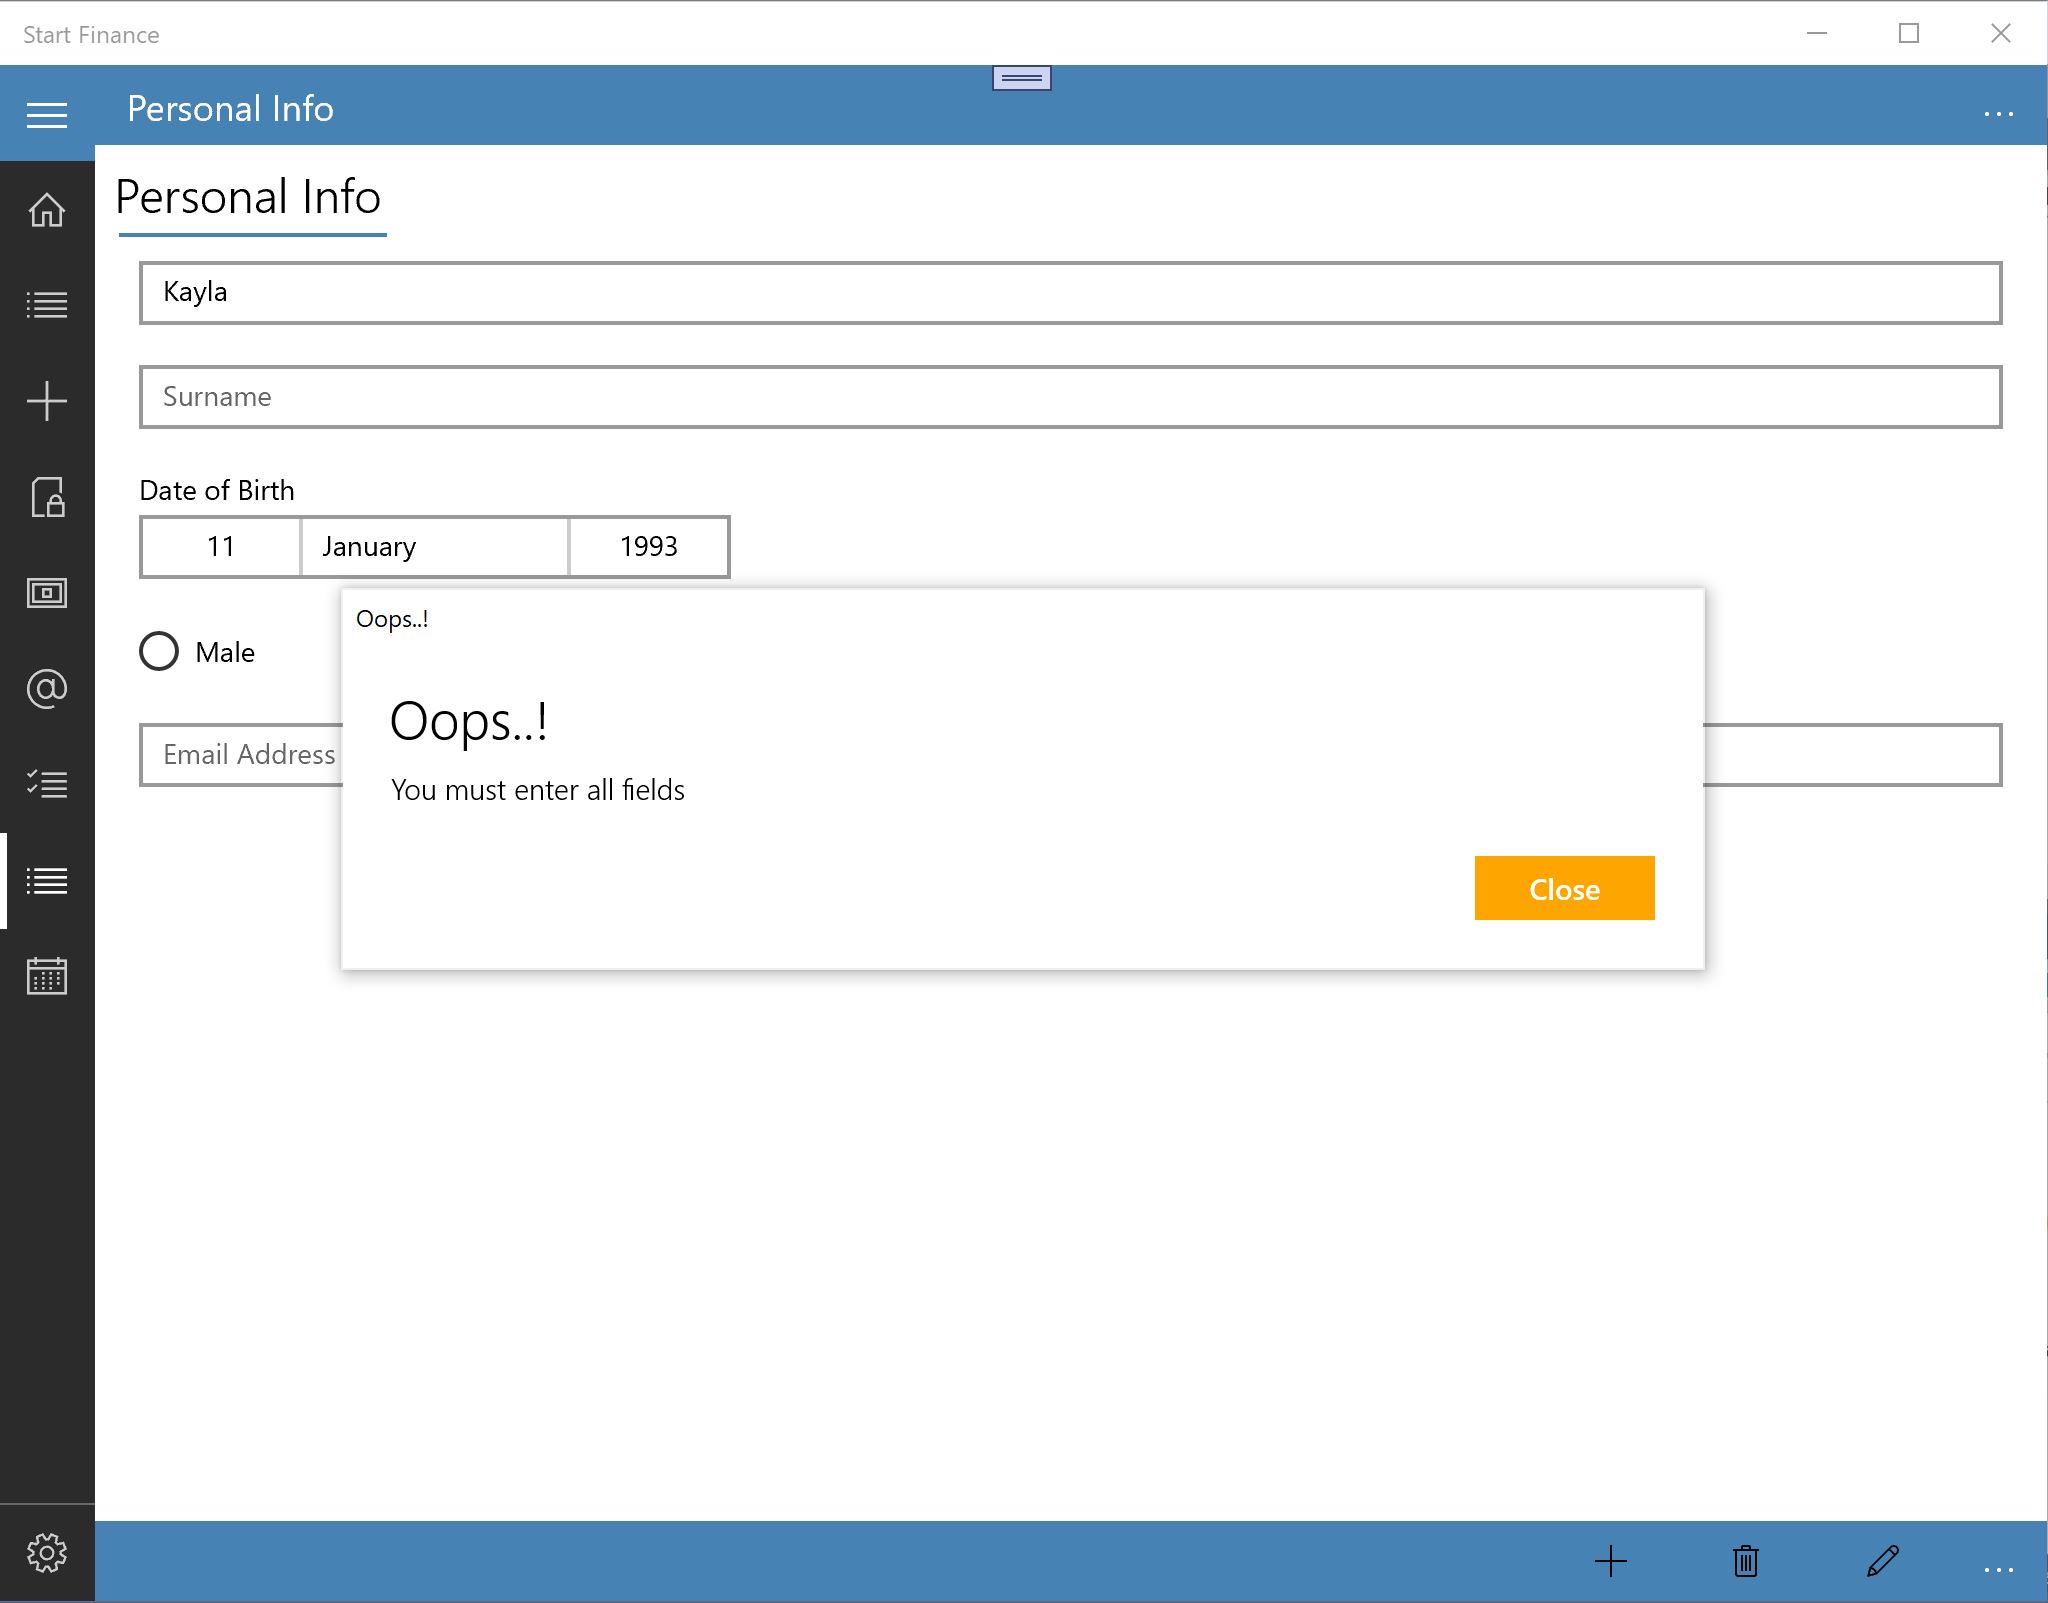 Start Finance
Personal Info
Personal Info
Kayla
Surname
Date of Birth
11 January 1993
Male
Email Address
Oops..!
Oops..!
You must enter all fields
Close